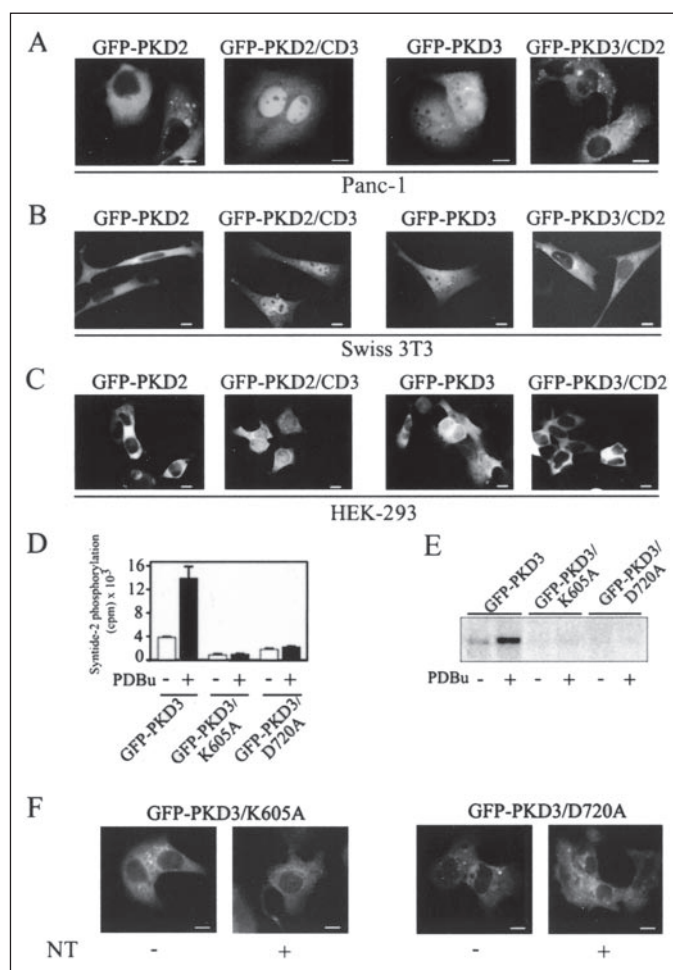 A
GFP-PKD2 GFP-PKD2/CD3 GFP-PKD3 GFP-PKD3/CD2
Panc-1
B
GFP-PKD2 GFP-PKD2/CD3 GFP-PKD3 GFP-PKD3/CD2
Swiss 3T3
C
GFP-PKD2 GFP-PKD2/CD3 GFP-PKD3 GFP-PKD3/CD2
HEK-293
D
Syntide-2 phosphorylation
(cpm) x 10³
16
12
8
4
0
PDBu - + - + - +
GFP-PKD3
GFP-PKD3/
K605A
GFP-PKD3/
D720A
E
GFP-PKD3
GFP-PKD3/
K605A
GFP-PKD3/
D720A
PDBu - + - + - +
F
GFP-PKD3/K605A GFP-PKD3/D720A
NT - + - +